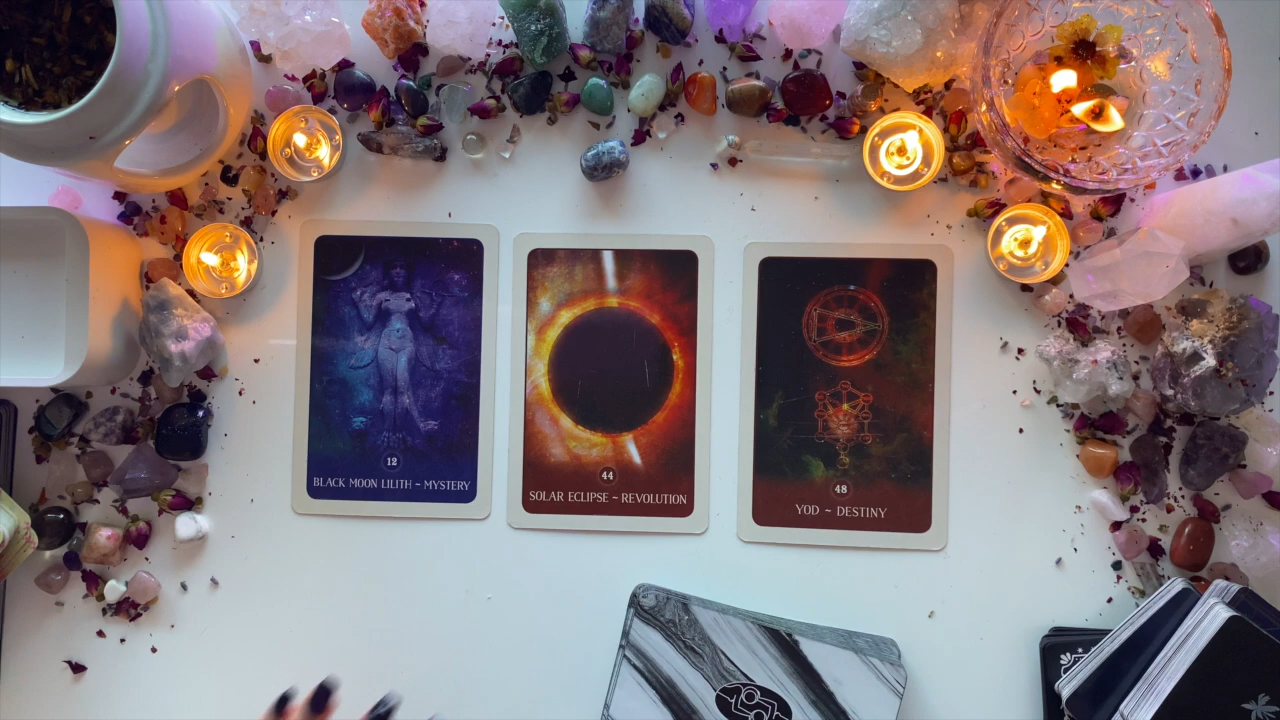 12
BLACK MOON LILITH ~ MYSTERY
44
SOLAR ECLIPSE ~ REVOLUTION
48
YOD ~ DESTINY